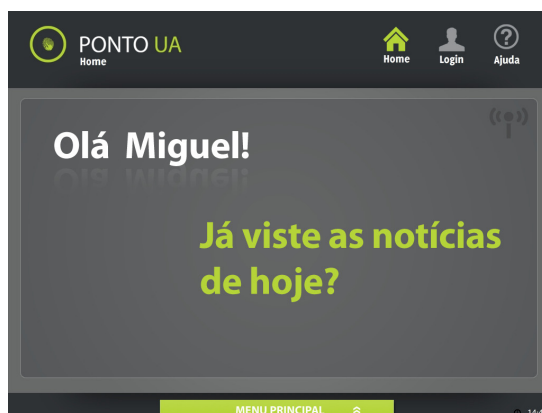 PONTO UA
Home
Home
Login
Ajuda
Olá Miguel!
Já viste as notícias
de hoje?
MENU PRINCIPAL